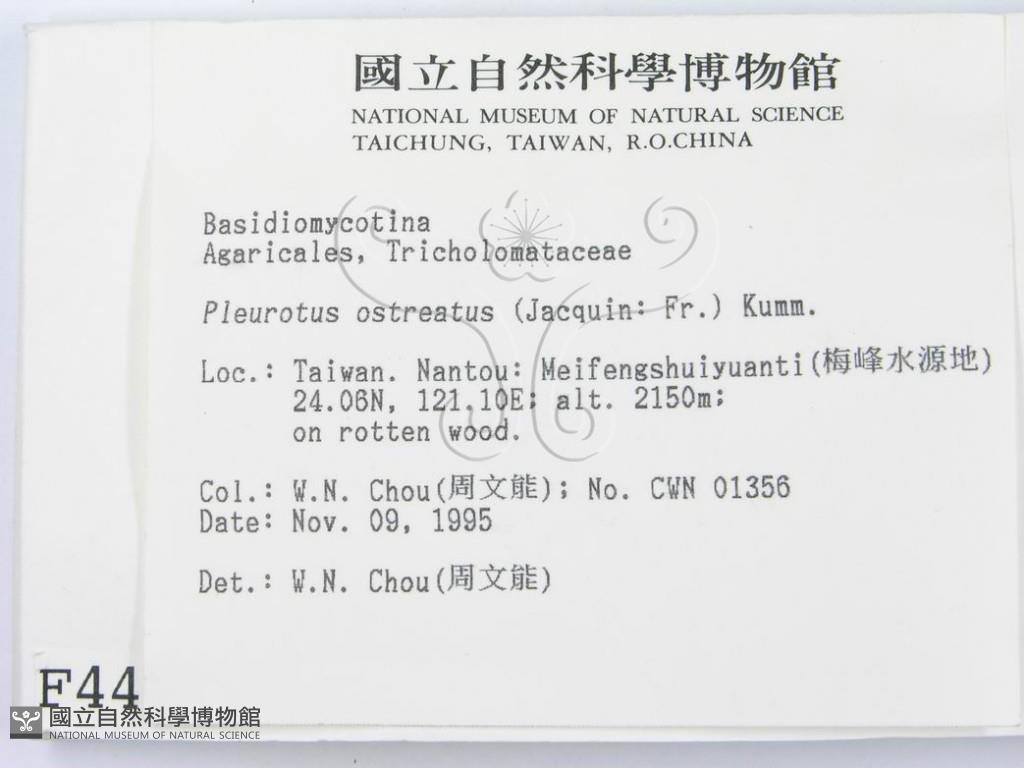 國立自然科學博物館
NATIONAL MUSEUM OF NATURAL SCIENCE
TAICHUNG, TAIWAN, R.O.CHINA
Basidiomycotina
Agaricales, Tricholomataceae
Pleurotus ostreatus (Jacquin: Fr.) Kumm.
Loc.: Taiwan. Nantou: Meifengshuiyuanti(梅峰水源地)
24.06N, 121.10E; alt. 2150m;
on rotten wood.
Col.: W.N. Chou(周文能); No. CWN 01356
Date: Nov. 09, 1995
Det.: W.N. Chou(周文能)
F44
國立自然科學博物館
NATIONAL MUSEUM OF NATURAL SCIENCE